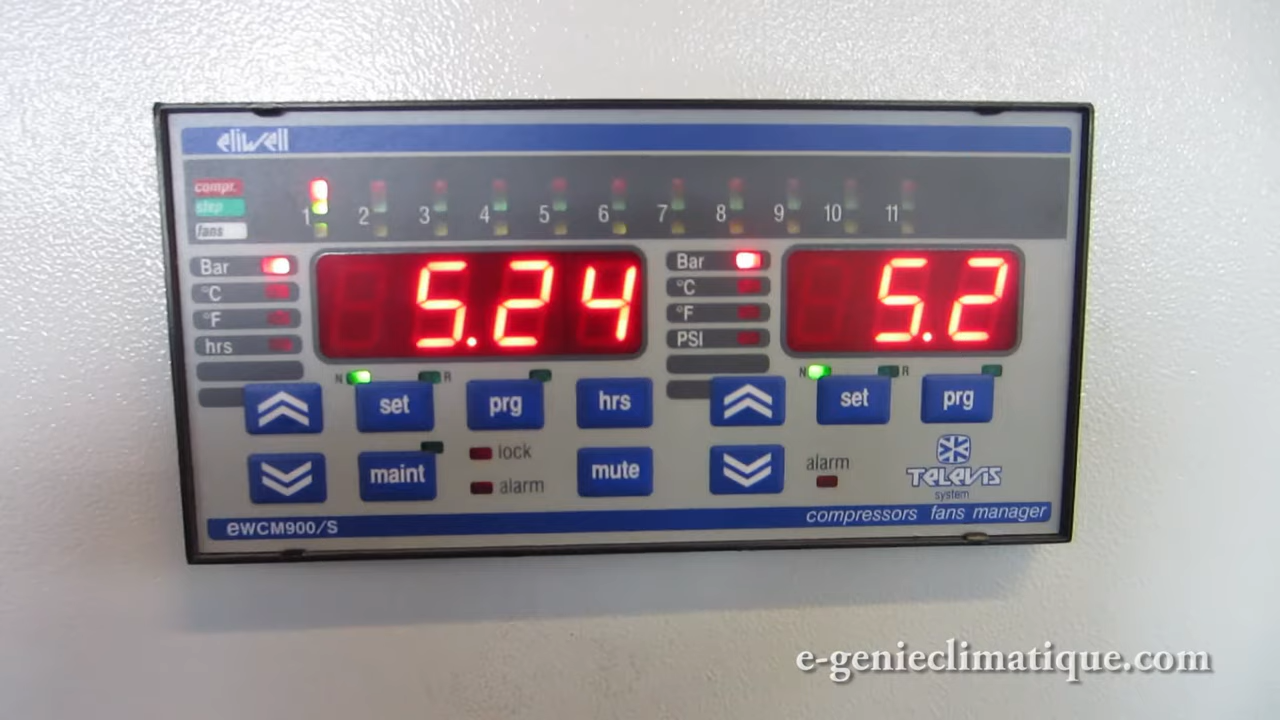 eliwell
compr.
step
fans
1 2 3 4 5 6 7 8 9 10 11
Bar
°C
°F
hrs
5.24
Bar
°C
°F
PSI
5.2
N R
set prg hrs
N R
set prg
maint
lock
alarm
mute
alarm
TELEVIS
system
eWCM900/S
compressors fans manager
e-genieclimatique.com